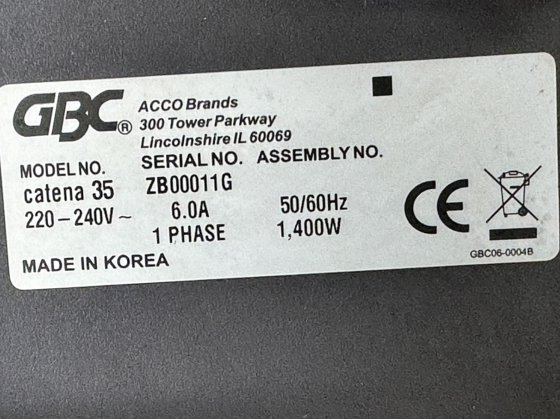 GBC® ACCO Brands
300 Tower Parkway
Lincolnshire IL 60069
MODEL NO. SERIAL NO. ASSEMBLY NO.
catena 35 ZB00011G
220-240V~ 6.0A 50/60Hz
1 PHASE 1,400W
MADE IN KOREA
GBC06-0004B
CE